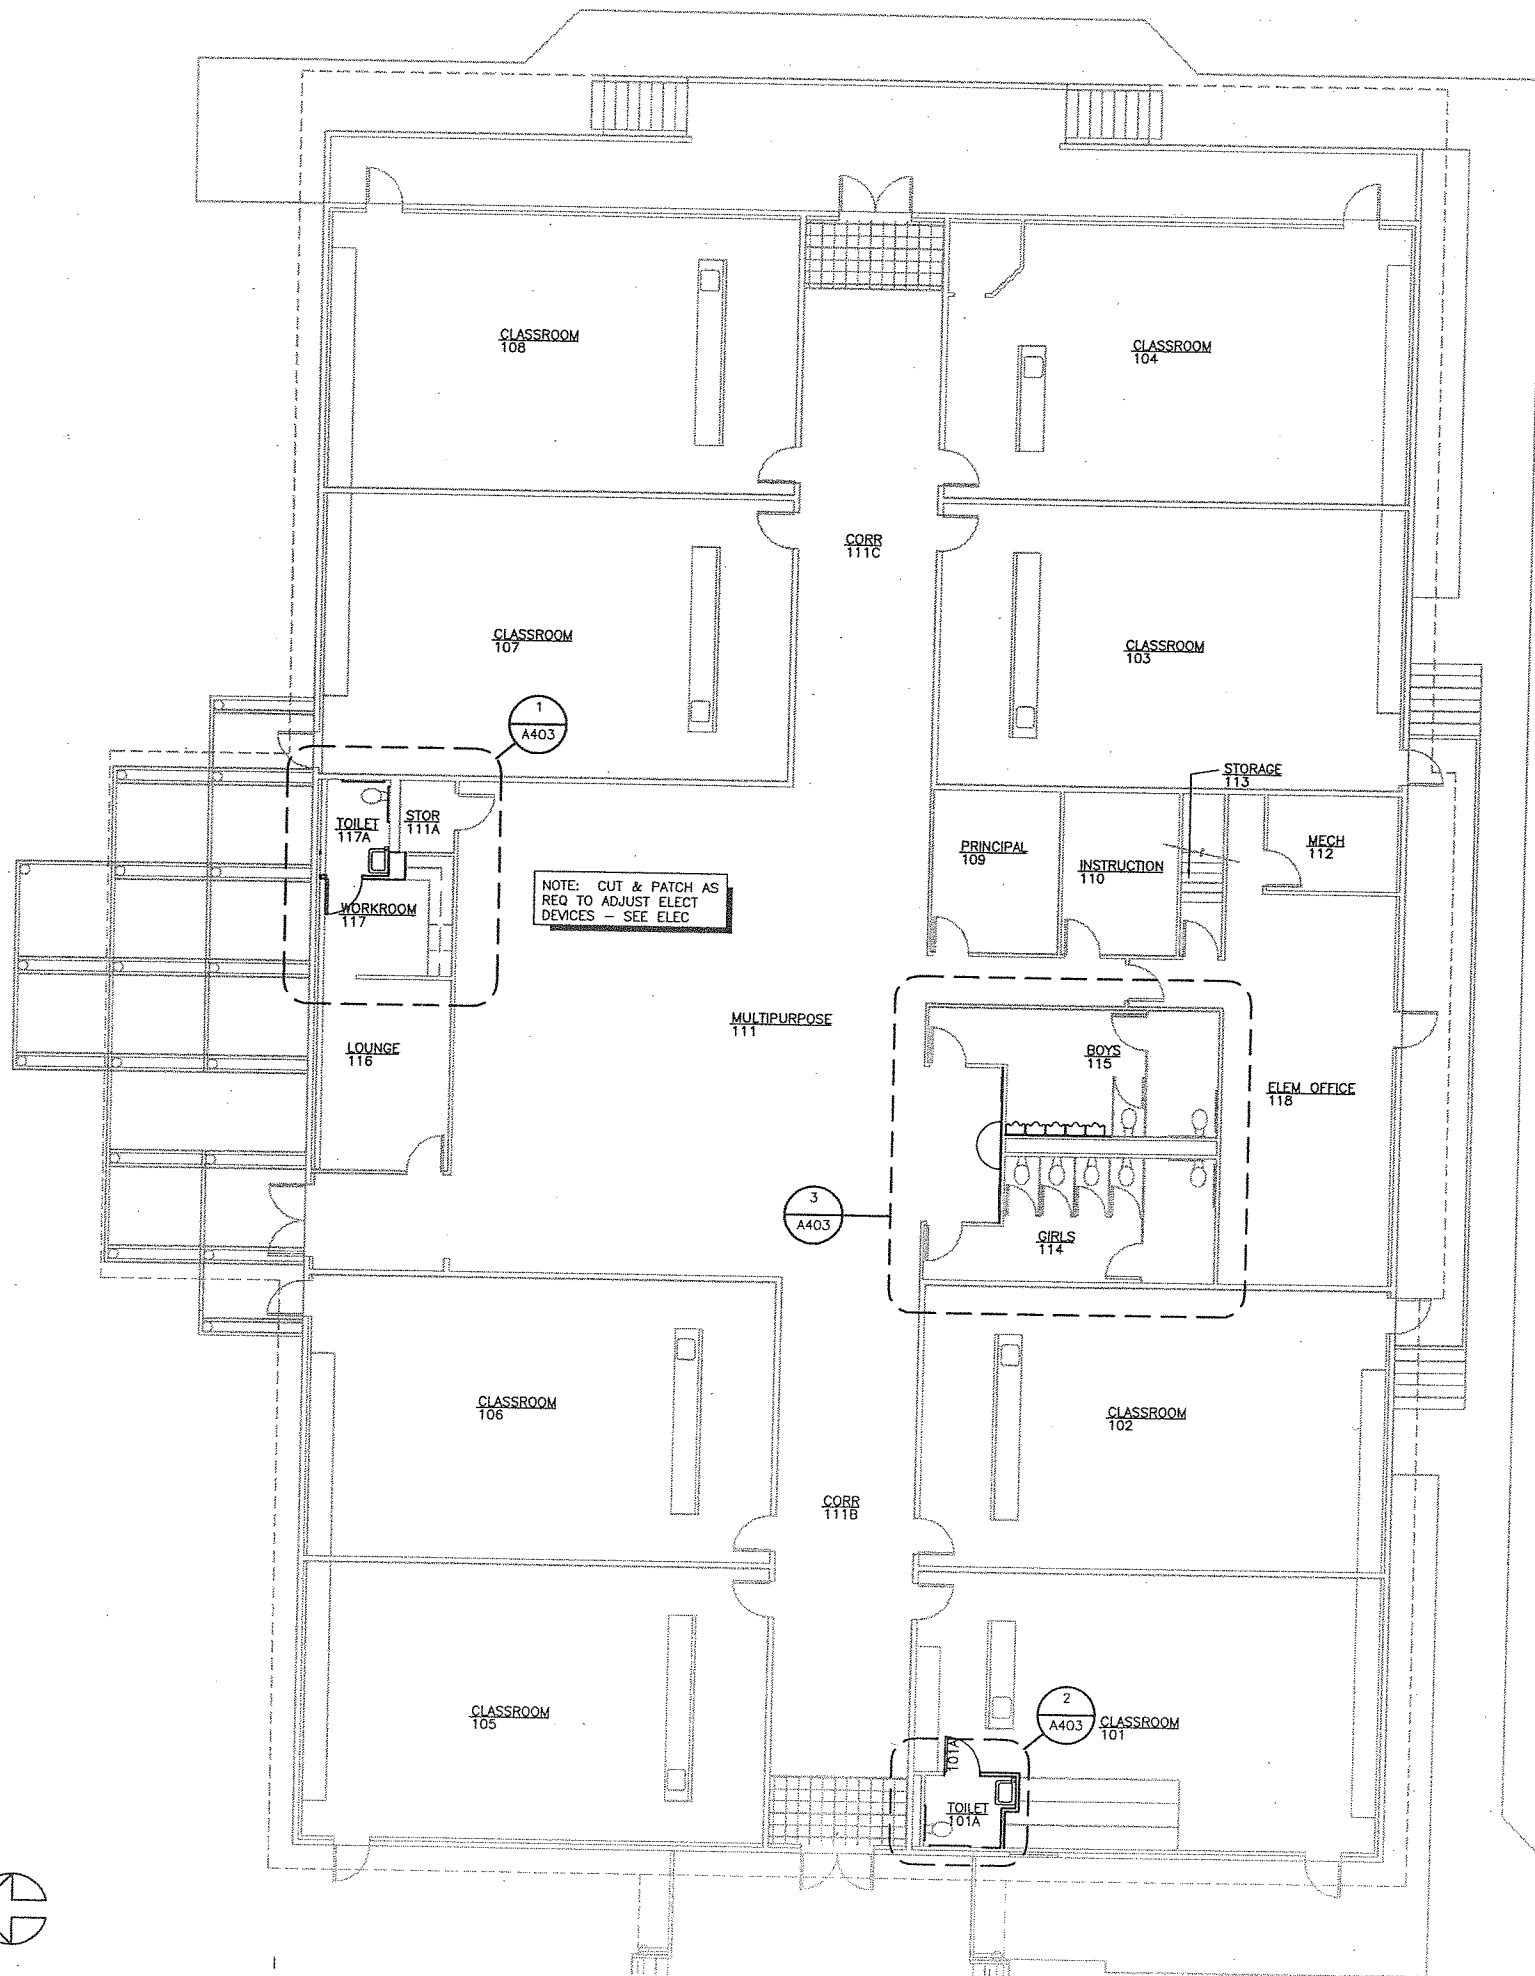 CLASSROOM
108
CLASSROOM
104
CORR
111C
CLASSROOM
107
CLASSROOM
103
1
A403
STORAGE
113
TOILET
117A
STOR
111A
PRINCIPAL
109
INSTRUCTION
110
MECH
112
NOTE: CUT & PATCH AS
REQ TO ADJUST ELECT
DEVICES – SEE ELEC
WORKROOM
117
MULTIPURPOSE
111
LOUNGE
116
BOYS
115
ELEM OFFICE
118
3
A403
GIRLS
114
CLASSROOM
106
CLASSROOM
102
CORR
111B
CLASSROOM
105
2
A403
CLASSROOM
101
101A
TOILET
101A